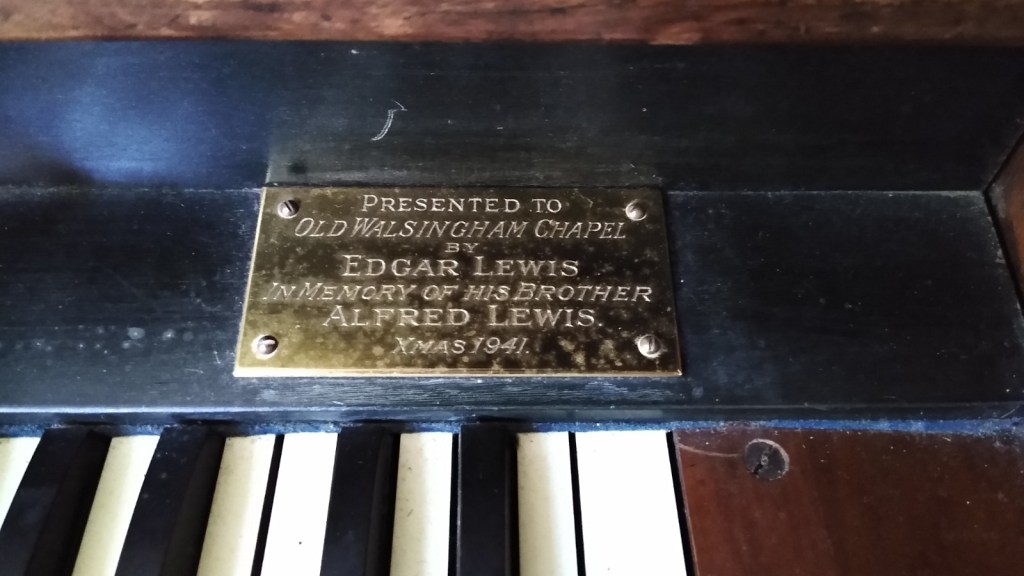 PRESENTED TO
OLD WALSINGHAM CHAPEL
BY
EDGAR LEWIS
IN MEMORY OF HIS BROTHER
ALFRED LEWIS.
XMAS 1941.